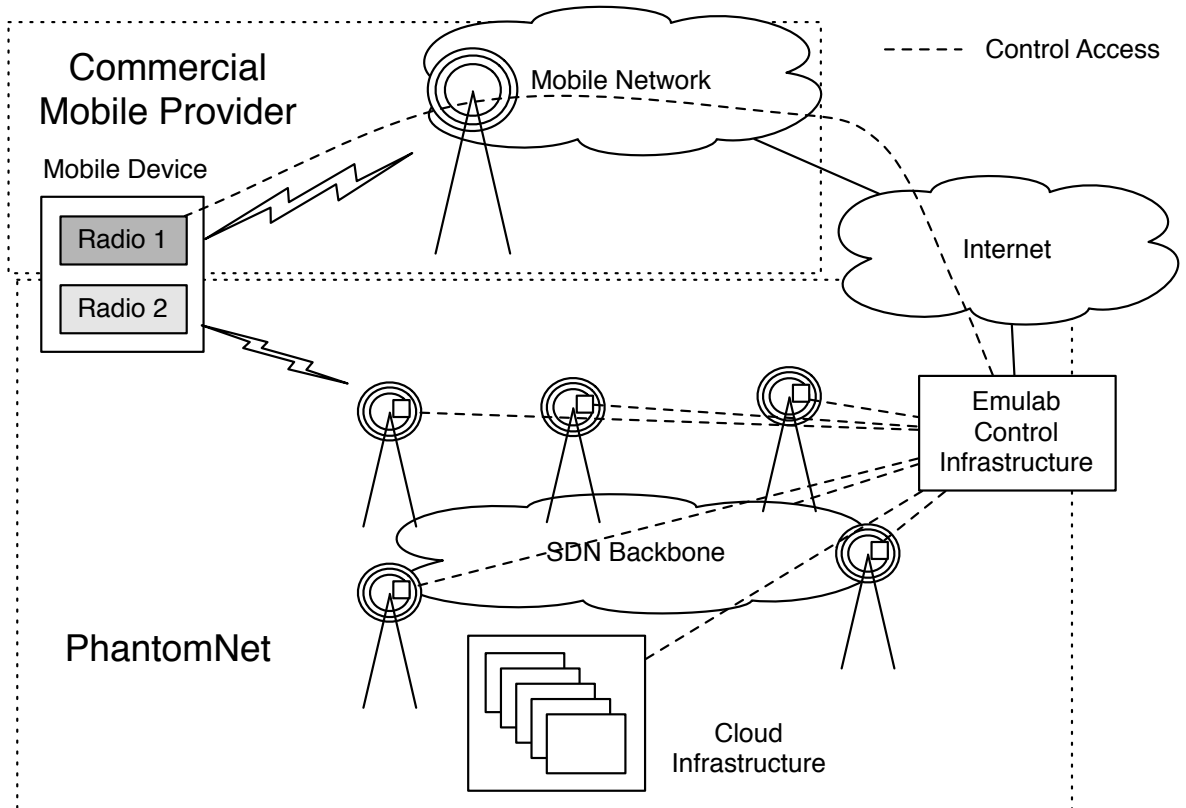 Commercial
Mobile Provider
Mobile Network
Control Access
Mobile Device
Radio 1
Radio 2
Internet
Emulab
Control
Infrastructure
SDN Backbone
PhantomNet
Cloud
Infrastructure